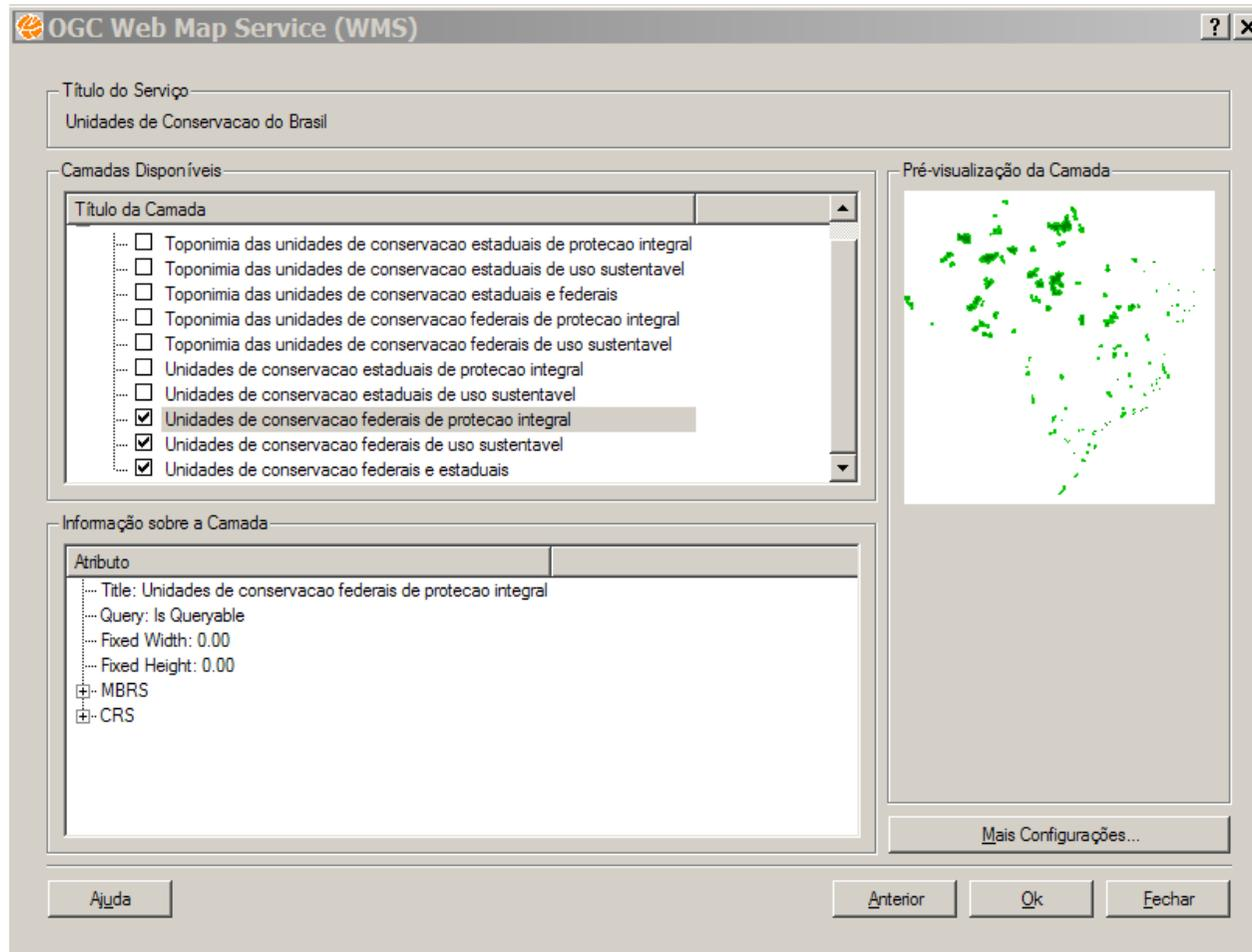 OGC Web Map Service (WMS)
Título do Serviço
Unidades de Conservacao do Brasil
Camadas Disponíveis
Título da Camada
Toponimia das unidades de conservacao estaduais de protecao integral
Toponimia das unidades de conservacao estaduais de uso sustentavel
Toponimia das unidades de conservacao estaduais e federais
Toponimia das unidades de conservacao federais de protecao integral
Toponimia das unidades de conservacao federais de uso sustentavel
Unidades de conservacao estaduais de protecao integral
Unidades de conservacao estaduais de uso sustentavel
Unidades de conservacao federais de protecao integral
Unidades de conservacao federais de uso sustentavel
Unidades de conservacao federais e estaduais
Pré-visualização da Camada
Informação sobre a Camada
Atributo
Title: Unidades de conservacao federais de protecao integral
Query: Is Queryable
Fixed Width: 0.00
Fixed Height: 0.00
MBRS
CRS
Mais Configurações...
Ajuda
Anterior
Ok
Fechar